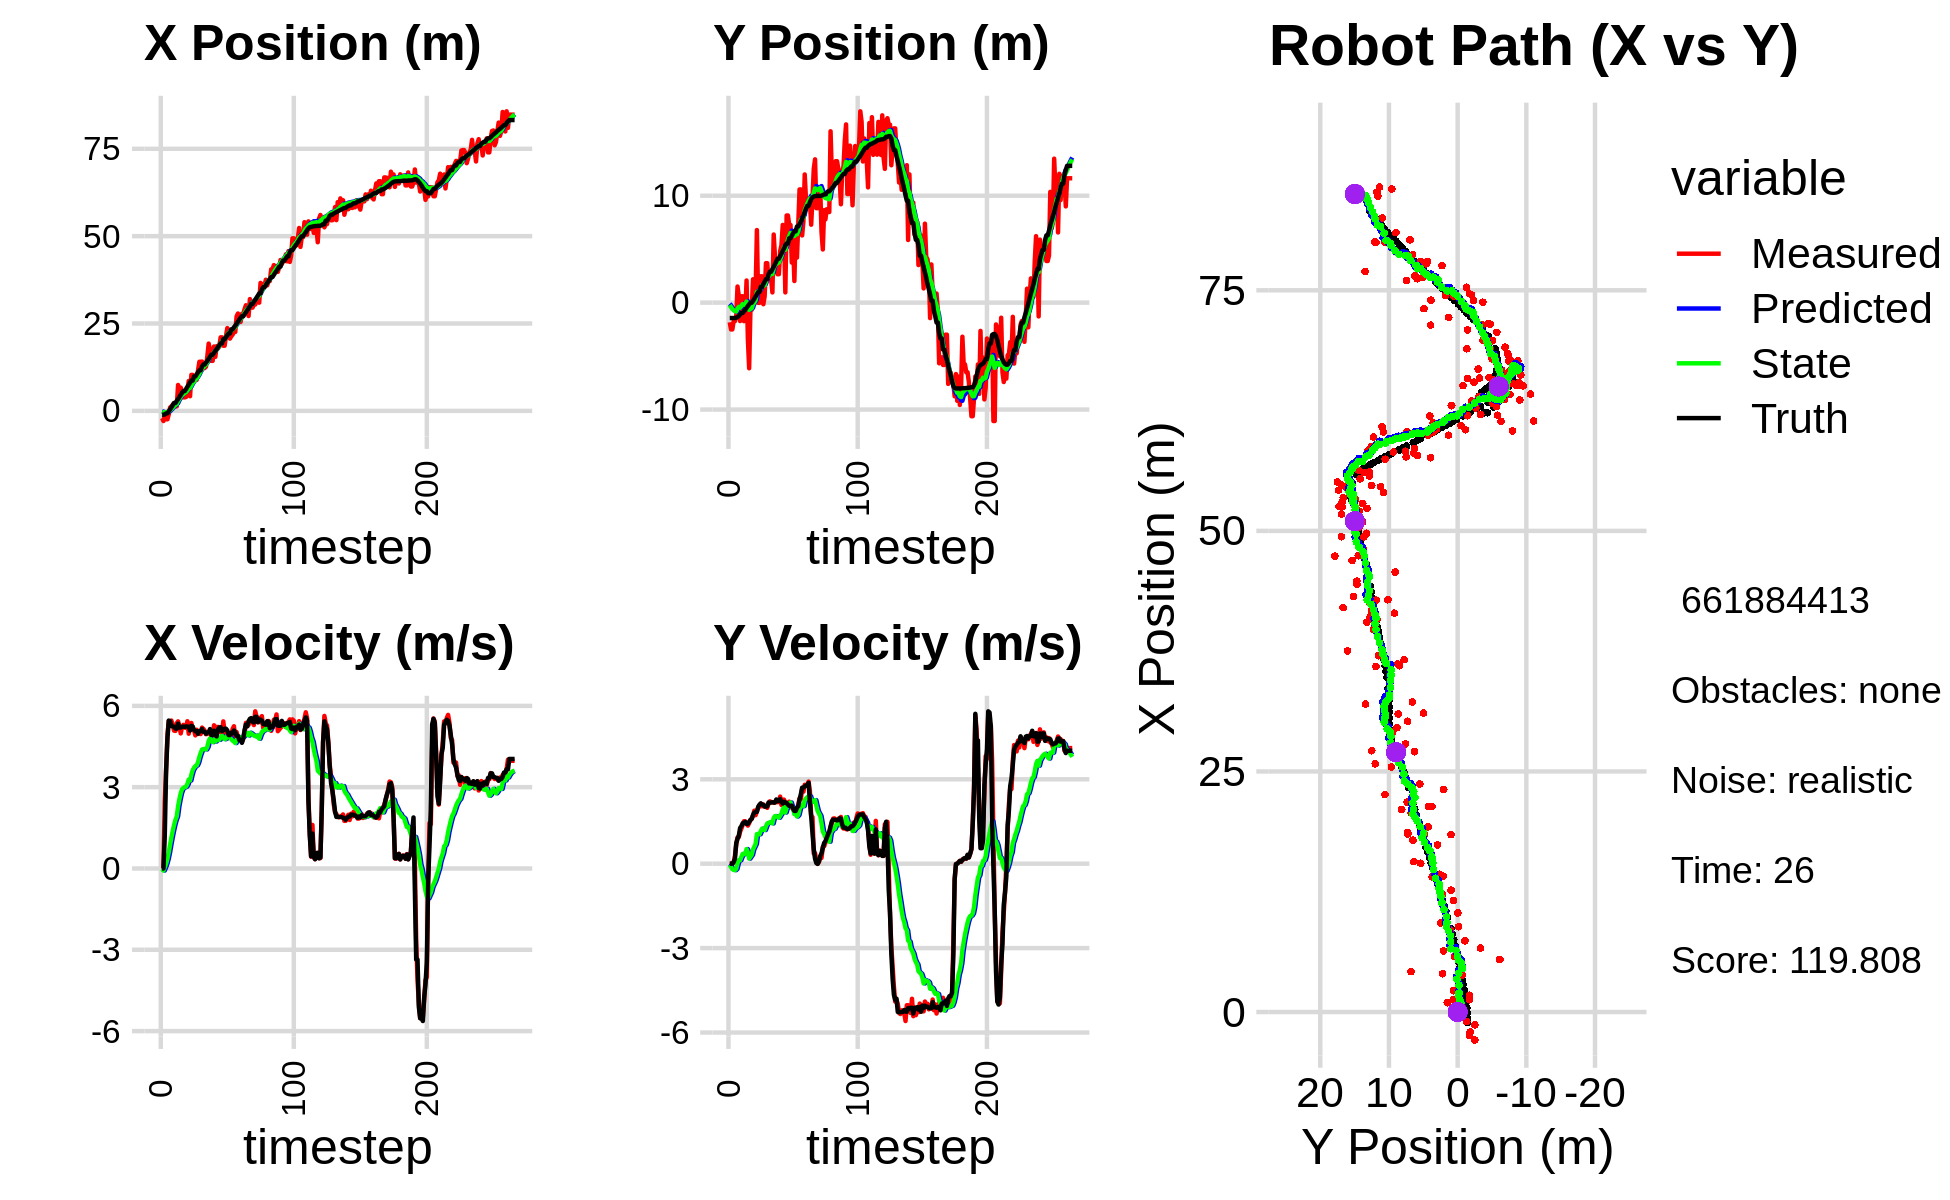 X Position (m)
75
50
25
0
0
100
200
timestep
Y Position (m)
10
0
-10
0
100
200
timestep
X Velocity (m/s)
6
3
0
-3
-6
0
100
200
timestep
Y Velocity (m/s)
3
0
-3
-6
0
100
200
timestep
Robot Path (X vs Y)
X Position (m)
75
50
25
0
20 10 0 -10 -20
Y Position (m)
variable
Measured
Predicted
State
Truth
661884413
Obstacles: none
Noise: realistic
Time: 26
Score: 119.808